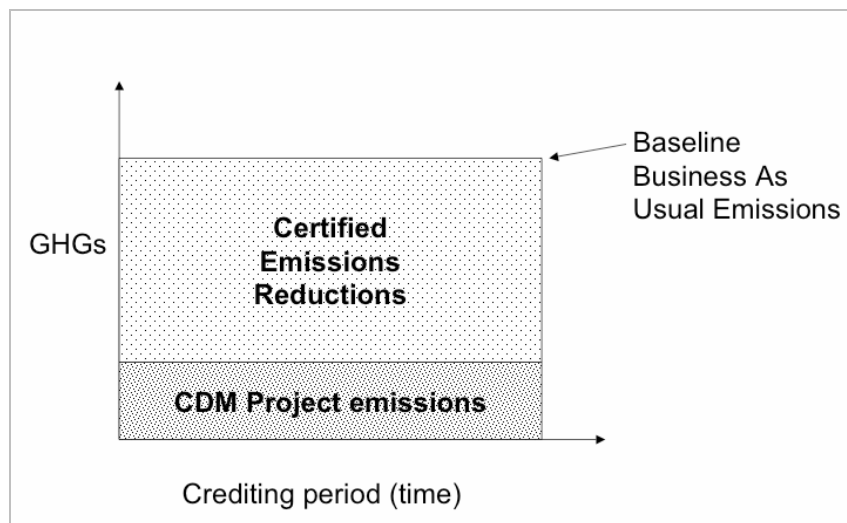 Baseline
Business As
Usual Emissions
GHGs
Certified
Emissions
Reductions
CDM Project emissions
Crediting period (time)